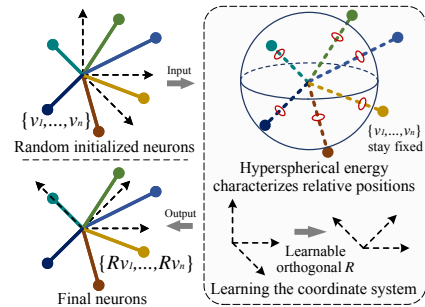 Input
{v1,...,vn}
Random initialized neurons
{v1,...,vn}
stay fixed
Hyperspherical energy
characterizes relative positions
Output
{Rv1,...,Rvn}
Final neurons
Learnable
orthogonal R
Learning the coordinate system